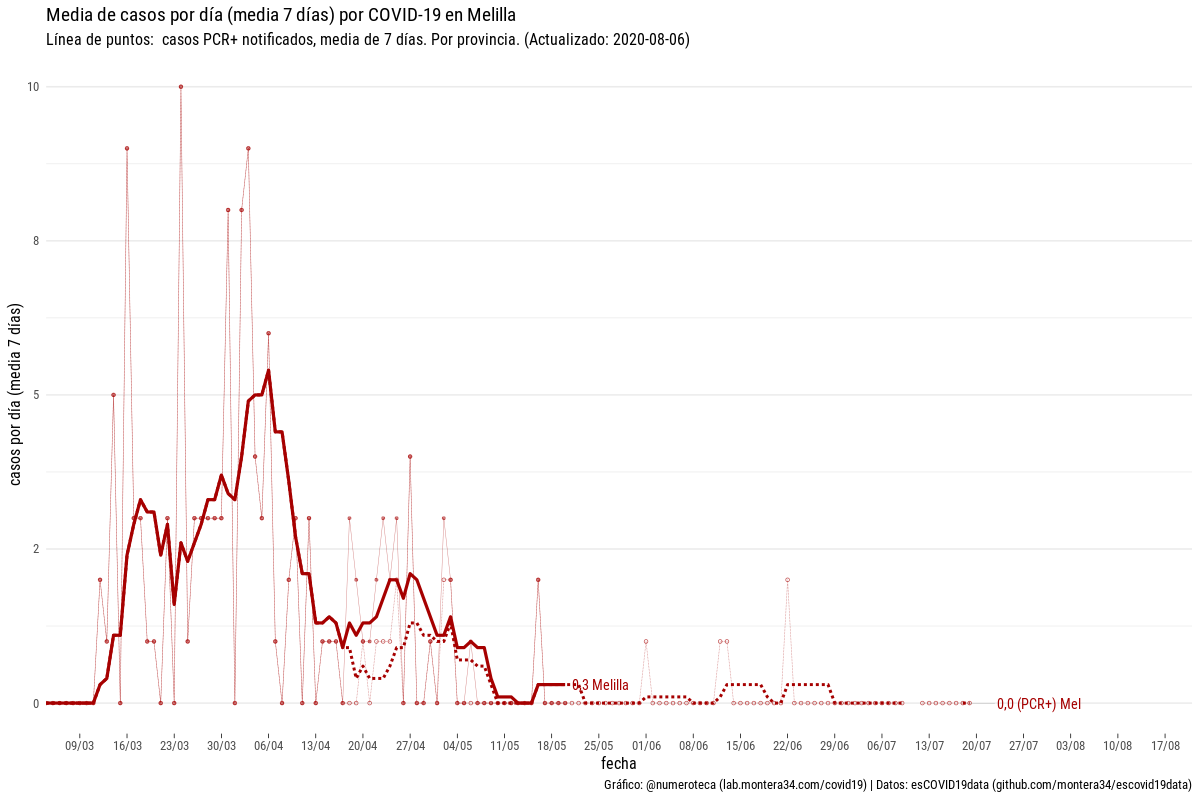 Media de casos por día (media 7 días) por COVID-19 en Melilla
Línea de puntos:  casos PCR+ notificados, media de 7 días. Por provincia. (Actualizado: 2020-08-06)
casos por día (media 7 días)
10
8
5
2
0
0,3 Melilla
0,0 (PCR+) Mel
09/03 16/03 23/03 30/03 06/04 13/04 20/04 27/04 04/05 11/05 18/05 25/05 01/06 08/06 15/06 22/06 29/06 06/07 13/07 20/07 27/07 03/08 10/08 17/08
fecha
Gráfico: @numeroteca (lab.montera34.com/covid19) | Datos: esCOVID19data (github.com/montera34/escovid19data)